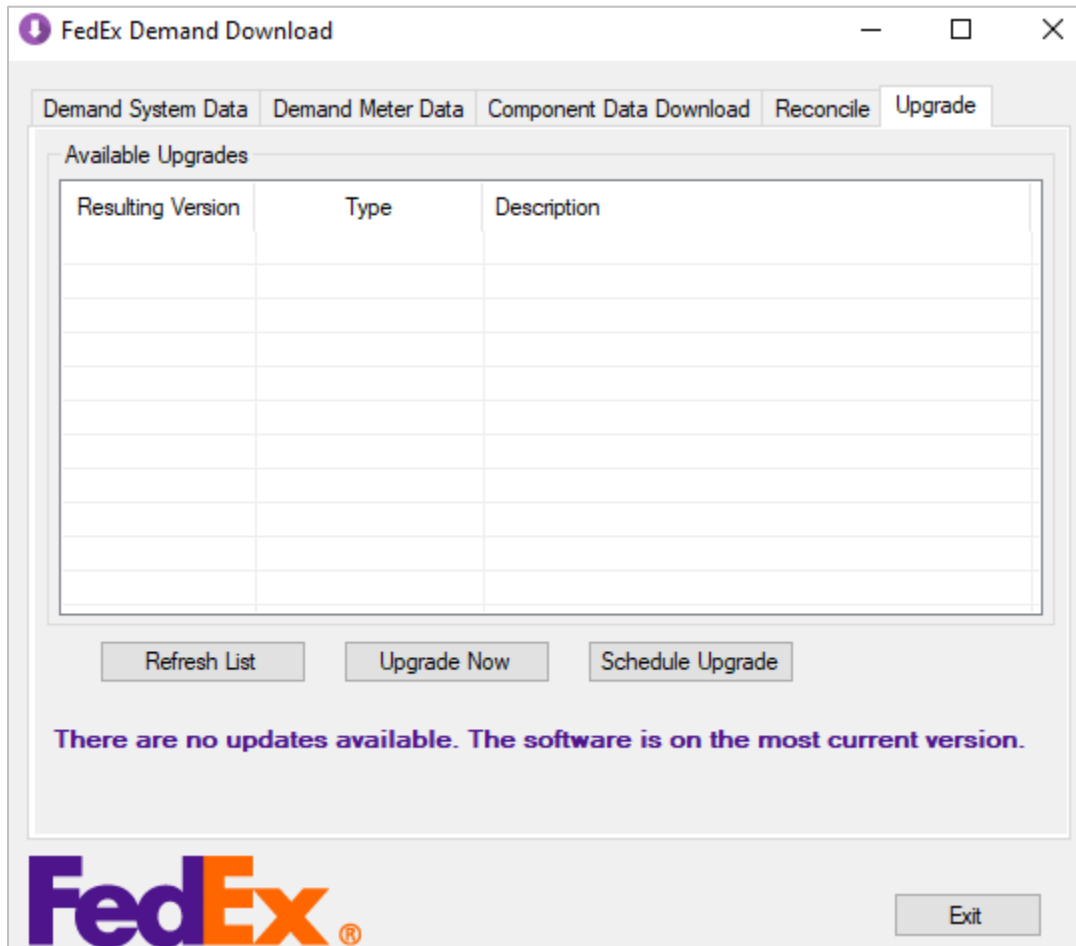 FedEx Demand Download
Demand System Data Demand Meter Data Component Data Download Reconcile Upgrade
Available Upgrades
Resulting Version Type Description
Refresh List Upgrade Now Schedule Upgrade
There are no updates available. The software is on the most current version.
FedEx®
Exit